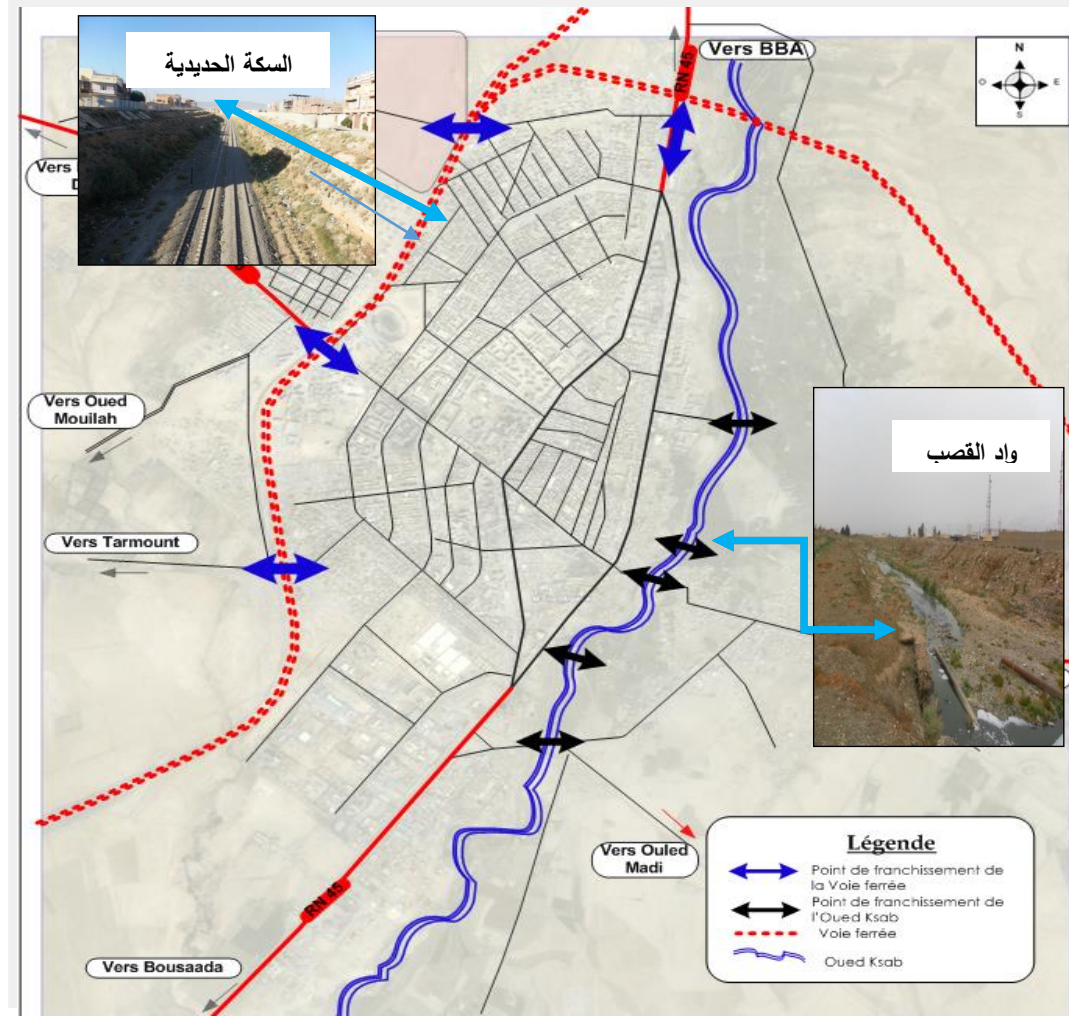 السكة الحديدية
Vers BBA
RN 45
N
O
E
S
Vers
D
Vers Oued
Mouilah
واد القصب
Vers Tarmount
Vers Ouled
Madi
RN 45
Vers Bousaada
Légende
Point de franchissement de
la Voie ferrée
Point de franchissement de
l'Oued Ksab
Voie ferrée
Oued Ksab